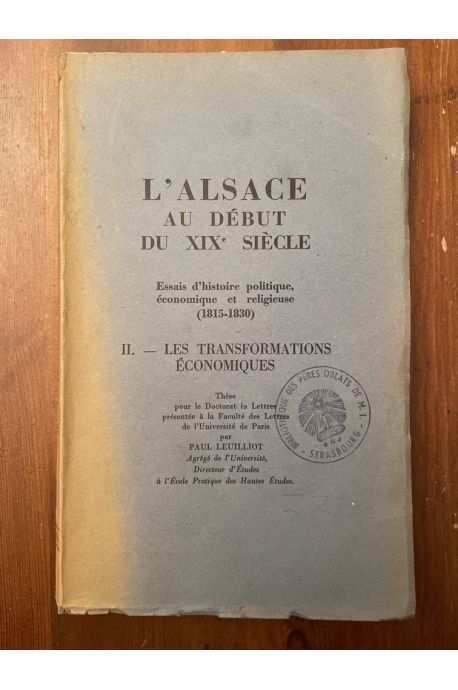 L'ALSACE
AU DÉBUT
DU XIXᵉ SIÈCLE
Essais d'histoire politique,
économique et religieuse
(1815-1830)
II. — LES TRANSFORMATIONS
ÉCONOMIQUES
Thèse
pour le Doctorat ès Lettres
présentée à la Faculté des Lettres
de l'Université de Paris
par
PAUL LEUILLIOT
Agrégé de l'Université,
Directeur d'Études
à l'École Pratique des Hautes Études.
BIBLIOTHÈQUE DES PÈRES OBLATS DE M. I.
- STRASBOURG -